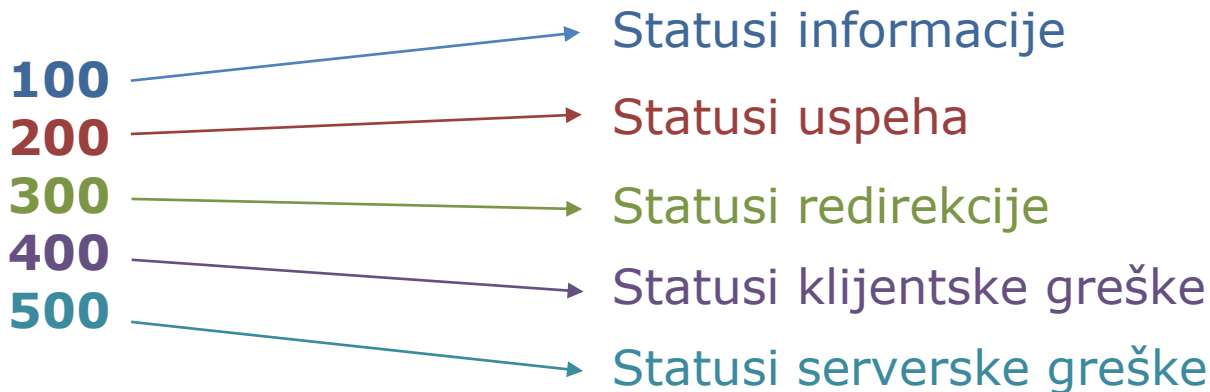 100
200
300
400
500
Statusi informacije
Statusi uspeha
Statusi redirekcije
Statusi klijentske greške
Statusi serverske greške